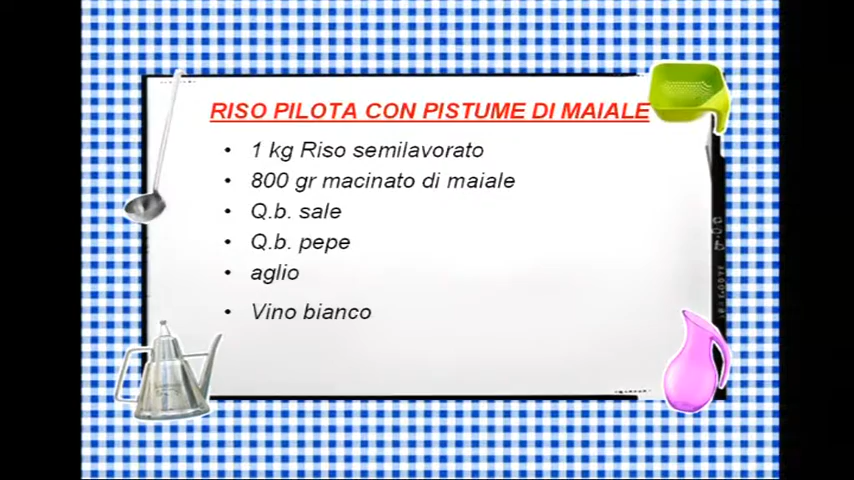 RISO PILOTA CON PISTUME DI MAIALE
• 1 kg Riso semilavorato
• 800 gr macinato di maiale
• Q.b. sale
• Q.b. pepe
• aglio
• Vino bianco